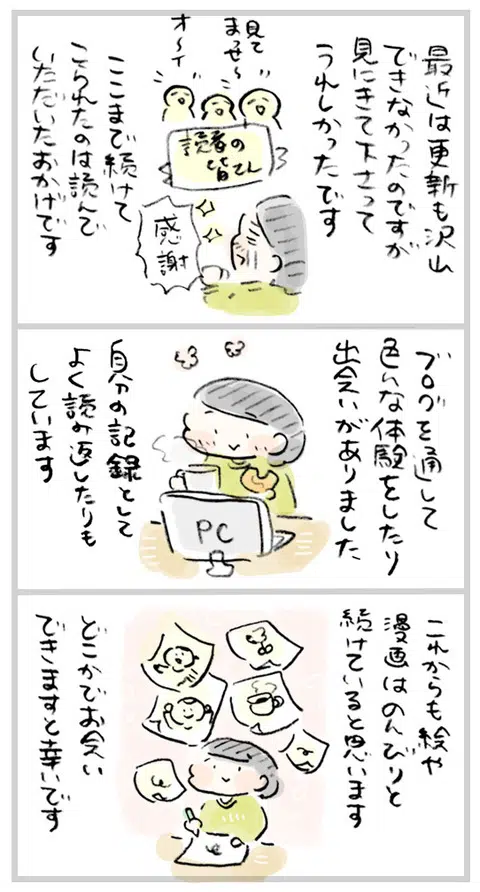 最近は更新も沢山
できなかったのですが
見にきて下さって
うれしかったです
見て
まっせ〜
オ〜イ
読者の
皆さん
感謝
ここまで続けて
こられたのは読んで
いただいたおかげです
ブログを通して
色んな体験をしたり
出会いがありました
PC
自分の記録として
よく読み返したりも
しています
これからも絵や
漫画はのんびりと
続けていると思います
どこかでお会い
できますと幸いです